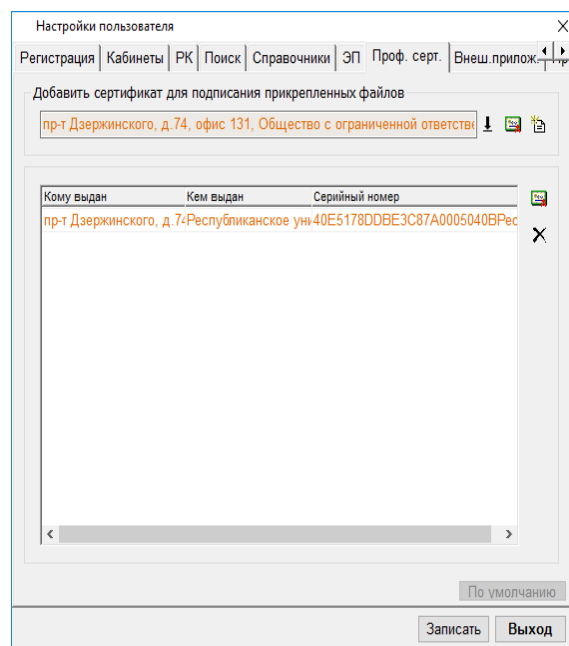 Настройки пользователя
Регистрация Кабинеты РК Поиск Справочники ЭП Проф. серт. Внеш.прилож.
Добавить сертификат для подписания прикрепленных файлов
пр-т Дзержинского, д.74, офис 131, Общество с ограниченной ответстве
Кому выдан Кем выдан Серийный номер
пр-т Дзержинского, д.74 Республиканское уни 40E5178DDBE3C87A0005040BРес
По умолчанию
Записать Выход